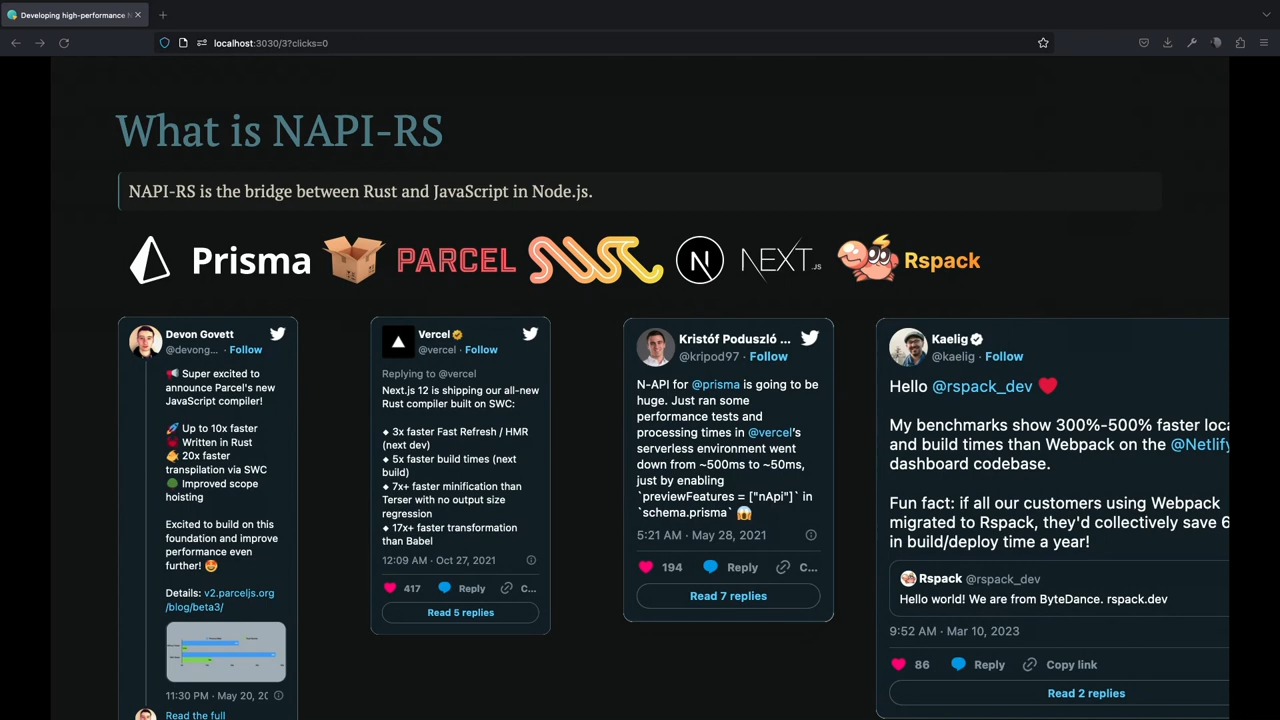 Developing high-performance N
localhost:3030/3?clicks=0
What is NAPI-RS
NAPI-RS is the bridge between Rust and JavaScript in Node.js.
Prisma
PARCEL
SWC
N
NEXT.JS
Rspack
Devon Govett
@devong... · Follow
📢 Super excited to
announce Parcel's new
JavaScript compiler!
🚀 Up to 10x faster
🦀 Written in Rust
🐠 20x faster
transpilation via SWC
🌳 Improved scope
hoisting
Excited to build on this
foundation and improve
performance even
further! 🤩
Details: v2.parceljs.org
/blog/beta3/
11:30 PM · May 20, 20
Read the full
Vercel
@vercel · Follow
Replying to @vercel
Next.js 12 is shipping our all-new
Rust compiler built on SWC:
◆ 3x faster Fast Refresh / HMR
(next dev)
◆ 5x faster build times (next
build)
◆ 7x+ faster minification than
Terser with no output size
regression
◆ 17x+ faster transformation
than Babel
12:09 AM · Oct 27, 2021
417 Reply C...
Read 5 replies
Kristóf Poduszló ...
@kripod97 · Follow
N-API for @prisma is going to be
huge. Just ran some
performance tests and
processing times in @vercel's
serverless environment went
down from ~500ms to ~50ms,
just by enabling
`previewFeatures = ["nApi"]` in
`schema.prisma` 😱
5:21 AM · May 28, 2021
194 Reply C...
Read 7 replies
Kaelig
@kaelig · Follow
Hello @rspack_dev ❤️
My benchmarks show 300%-500% faster loca
and build times than Webpack on the @Netlify
dashboard codebase.
Fun fact: if all our customers using Webpack
migrated to Rspack, they'd collectively save 6
in build/deploy time a year!
Rspack @rspack_dev
Hello world! We are from ByteDance. rspack.dev
9:52 AM · Mar 10, 2023
86 Reply Copy link
Read 2 replies